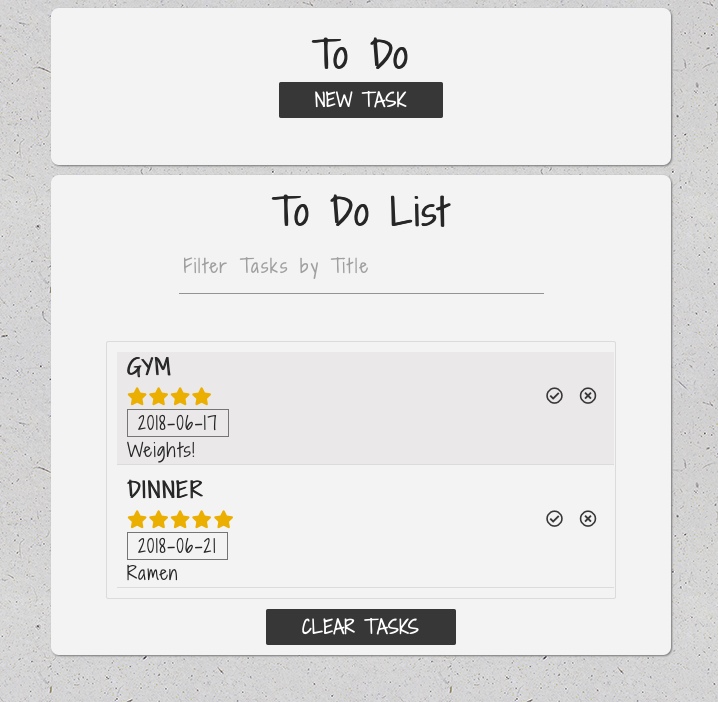 To Do
NEW TASK
To Do List
Filter Tasks by Title
GYM
2018-06-17
Weights!
DINNER
2018-06-21
Ramen
CLEAR TASKS